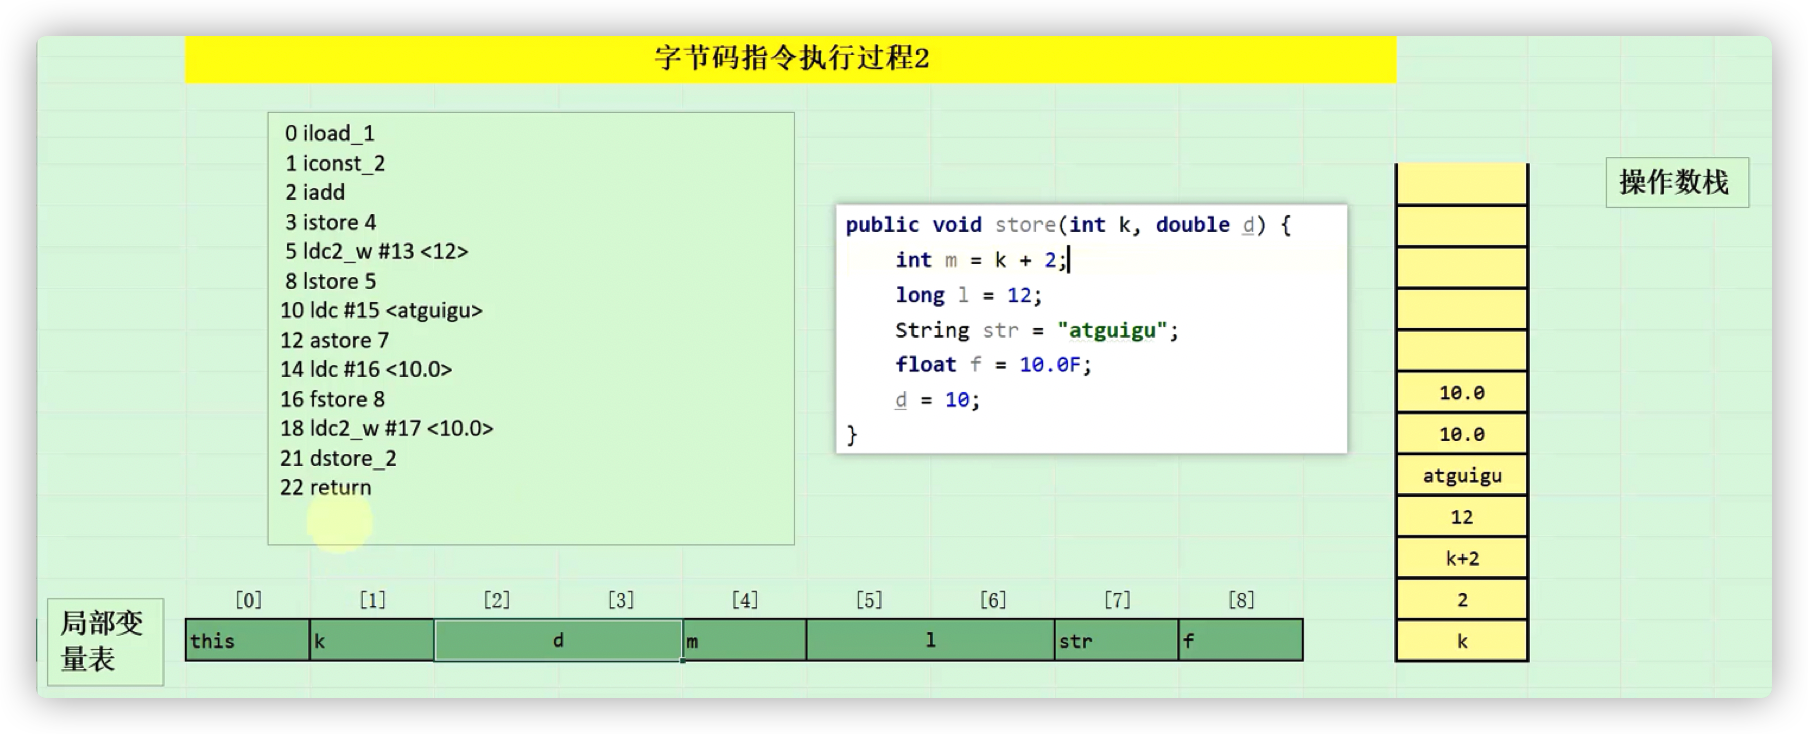 字节码指令执行过程2
0 iload_1
1 iconst_2
2 iadd
3 istore 4
5 ldc2_w #13 <12>
8 lstore 5
10 ldc #15 <atguigu>
12 astore 7
14 ldc #16 <10.0>
16 fstore 8
18 ldc2_w #17 <10.0>
21 dstore_2
22 return
public void store(int k, double d) {
int m = k + 2;
long l = 12;
String str = "atguigu";
float f = 10.0F;
d = 10;
}
操作数栈
10.0
10.0
atguigu
12
k+2
2
k
局部变
量表
[0] [1] [2] [3] [4] [5] [6] [7] [8]
this k d m l str f